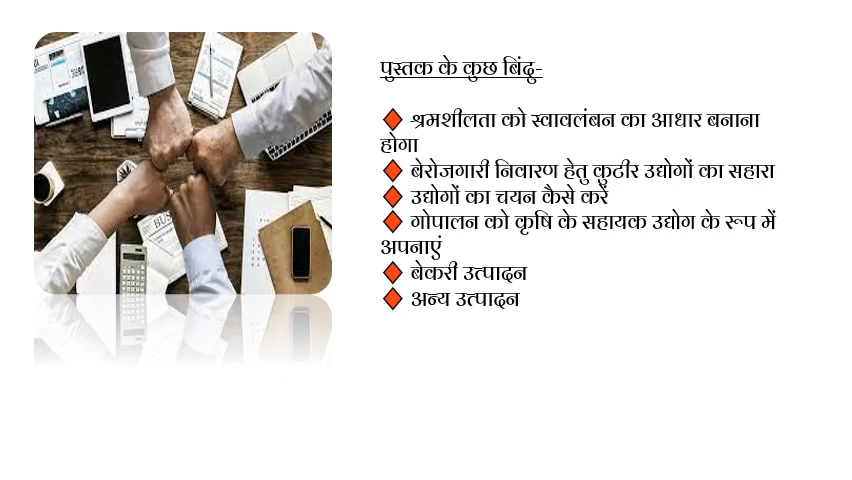 पुस्तक के कुछ बिंदु-
♦️ श्रमशीलता को स्वावलंबन का आधार बनाना
होगा
♦️ बेरोजगारी निवारण हेतु कुटीर उद्योगों का सहारा
♦️ उद्योगों का चयन कैसे करें
♦️ गोपालन को कृषि के सहायक उद्योग के रूप में
अपनाएं
♦️ बेकरी उत्पादन
♦️ अन्य उत्पादन